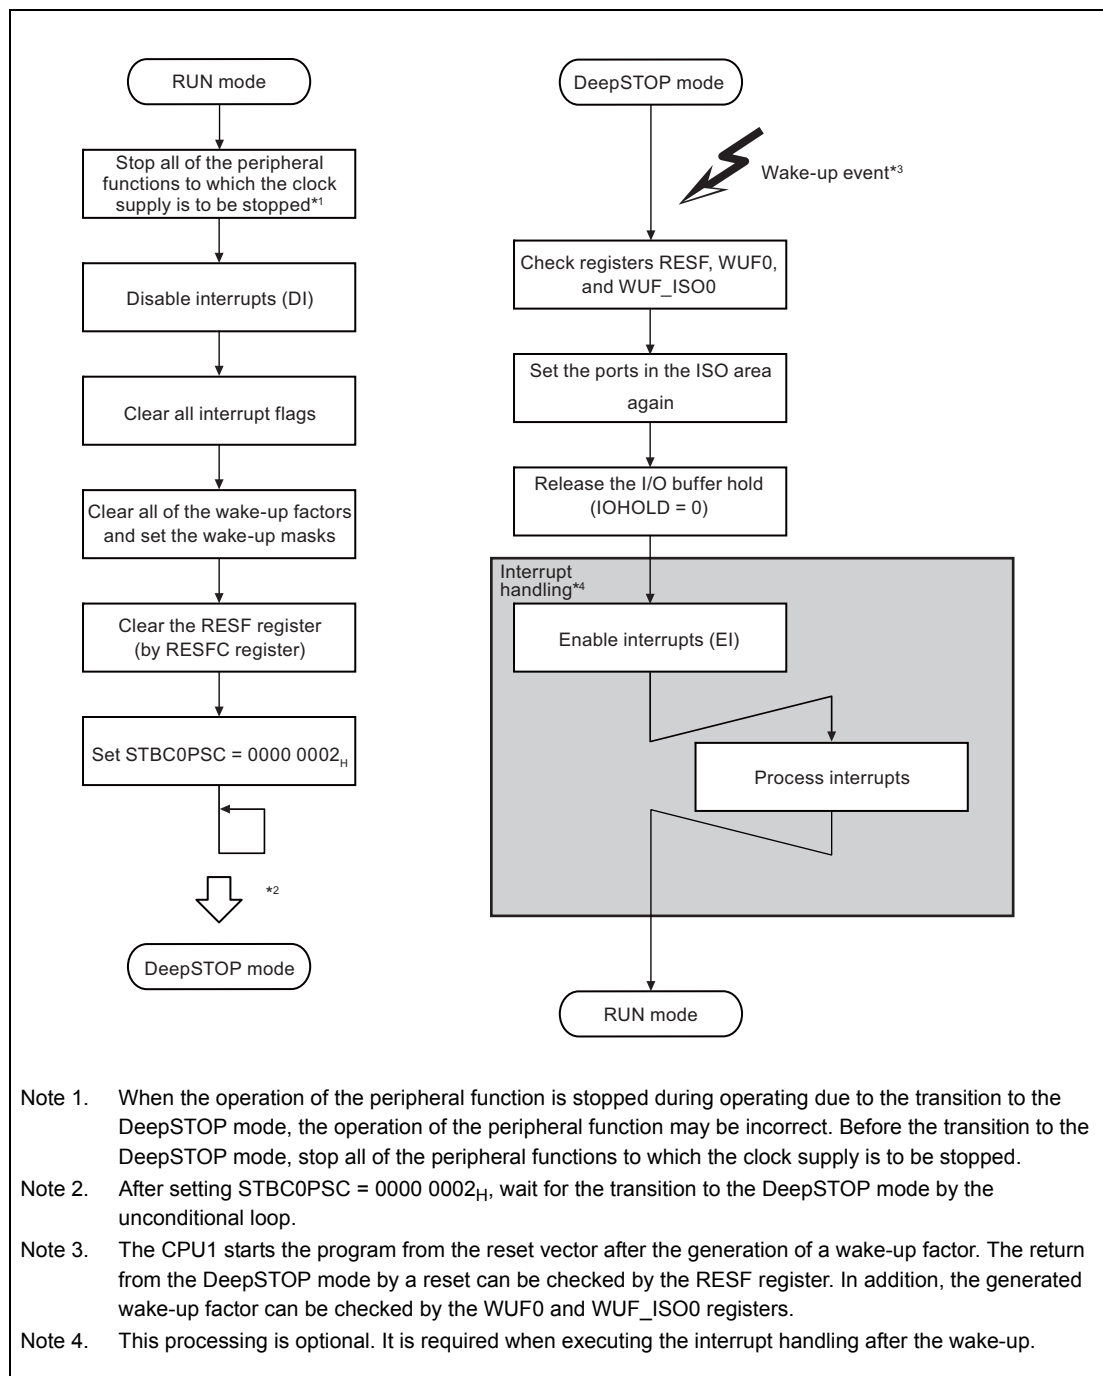 RUN mode
Stop all of the peripheral
functions to which the clock
supply is to be stopped*1
Disable interrupts (DI)
Clear all interrupt flags
Clear all of the wake-up factors
and set the wake-up masks
Clear the RESF register
(by RESFC register)
Set STBC0PSC = 0000 0002H
*2
DeepSTOP mode
DeepSTOP mode
Wake-up event*3
Check registers RESF, WUF0,
and WUF_ISO0
Set the ports in the ISO area
again
Release the I/O buffer hold
(IOHOLD = 0)
Interrupt
handling*4
Enable interrupts (EI)
Process interrupts
RUN mode
Note 1. When the operation of the peripheral function is stopped during operating due to the transition to the
DeepSTOP mode, the operation of the peripheral function may be incorrect. Before the transition to the
DeepSTOP mode, stop all of the peripheral functions to which the clock supply is to be stopped.
Note 2. After setting STBC0PSC = 0000 0002H, wait for the transition to the DeepSTOP mode by the
unconditional loop.
Note 3. The CPU1 starts the program from the reset vector after the generation of a wake-up factor. The return
from the DeepSTOP mode by a reset can be checked by the RESF register. In addition, the generated
wake-up factor can be checked by the WUF0 and WUF_ISO0 registers.
Note 4. This processing is optional. It is required when executing the interrupt handling after the wake-up.